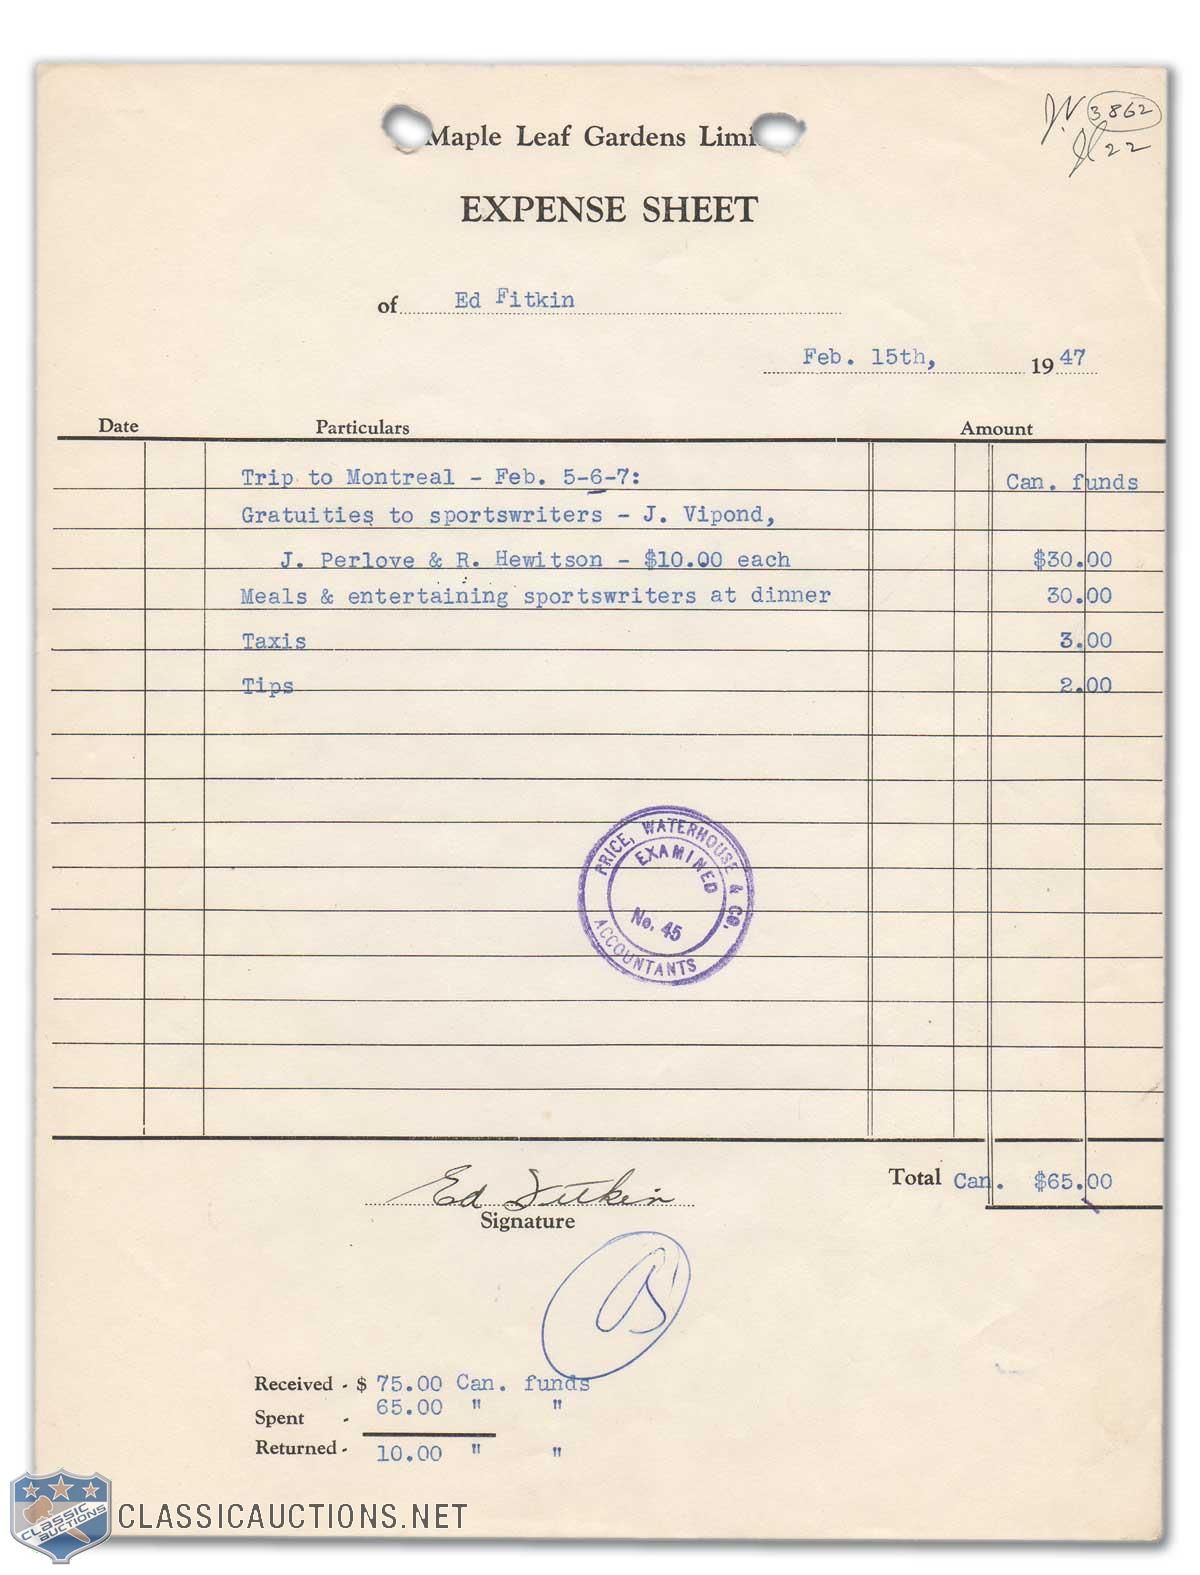 Maple Leaf Gardens Limi
3862
22
EXPENSE SHEET
of Ed Fitkin
Feb. 15th, 1947
Date Particulars Amount
Trip to Montreal - Feb. 5-6-7: Can. funds
Gratuities to sportswriters - J. Vipond,
J. Perlove & R. Hewitson - $10.00 each $30.00
Meals & entertaining sportswriters at dinner 30.00
Taxis 3.00
Tips 2.00
PRICE, WATERHOUSE & CO.
EXAMINED
No. 45
ACCOUNTANTS
Total Can. $65.00
Ed Fitkin
Signature
Received - $ 75.00 Can. funds
Spent - 65.00 " "
Returned - 10.00 " "
CLASSIC AUCTIONS
CLASSICAUCTIONS.NET